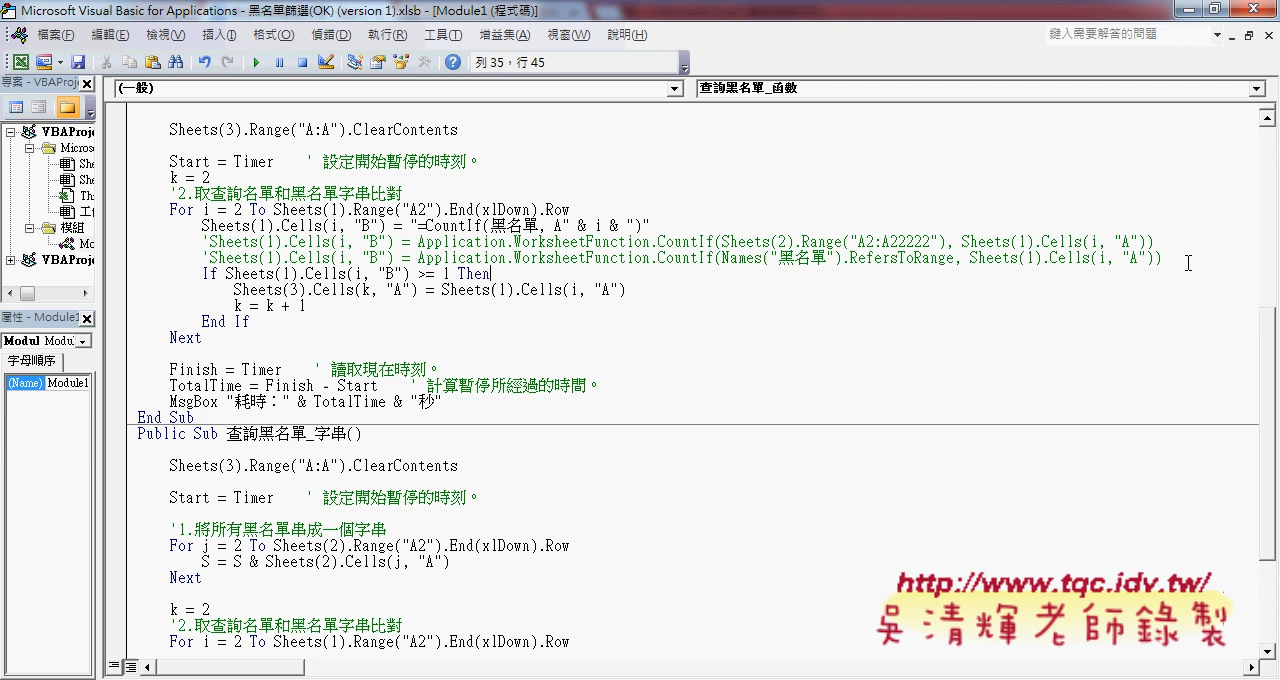 Microsoft Visual Basic for Applications - 黑名單篩選(OK) (version 1).xlsb - [Module1 (程式碼)]
檔案(F) 編輯(E) 檢視(V) 插入(I) 格式(O) 偵錯(D) 執行(R) 工具(T) 增益集(A) 視窗(W) 說明(H) 鍵入需要解答的問題
列 35，行 45
專案 - VBAProj
(一般)
查詢黑名單_函數
VBAProje
Micros
She
She
Th
工作
模組
Mo
VBAProje
屬性 - Module1
Modul Modu
字母順序
(Name) Module1
Sheets(3).Range("A:A").ClearContents
Start = Timer ' 設定開始暫停的時刻。
k = 2
'2.取查詢名單和黑名單字串比對
For i = 2 To Sheets(1).Range("A2").End(xlDown).Row
Sheets(1).Cells(i, "B") = "=CountIf(黑名單, A" & i & ")"
'Sheets(1).Cells(i, "B") = Application.WorksheetFunction.CountIf(Sheets(2).Range("A2:A22222"), Sheets(1).Cells(i, "A"))
'Sheets(1).Cells(i, "B") = Application.WorksheetFunction.CountIf(Names("黑名單").RefersToRange, Sheets(1).Cells(i, "A"))
If Sheets(1).Cells(i, "B") >= 1 Then
Sheets(3).Cells(k, "A") = Sheets(1).Cells(i, "A")
k = k + 1
End If
Next
Finish = Timer ' 讀取現在時刻。
TotalTime = Finish - Start ' 計算暫停所經過的時間。
MsgBox "耗時：" & TotalTime & "秒"
End Sub
Public Sub 查詢黑名單_字串()
Sheets(3).Range("A:A").ClearContents
Start = Timer ' 設定開始暫停的時刻。
'1.將所有黑名單串成一個字串
For j = 2 To Sheets(2).Range("A2").End(xlDown).Row
S = S & Sheets(2).Cells(j, "A")
Next
k = 2
'2.取查詢名單和黑名單字串比對
For i = 2 To Sheets(1).Range("A2").End(xlDown).Row
http://www.tqc.idv.tw/
吳清輝老師錄製